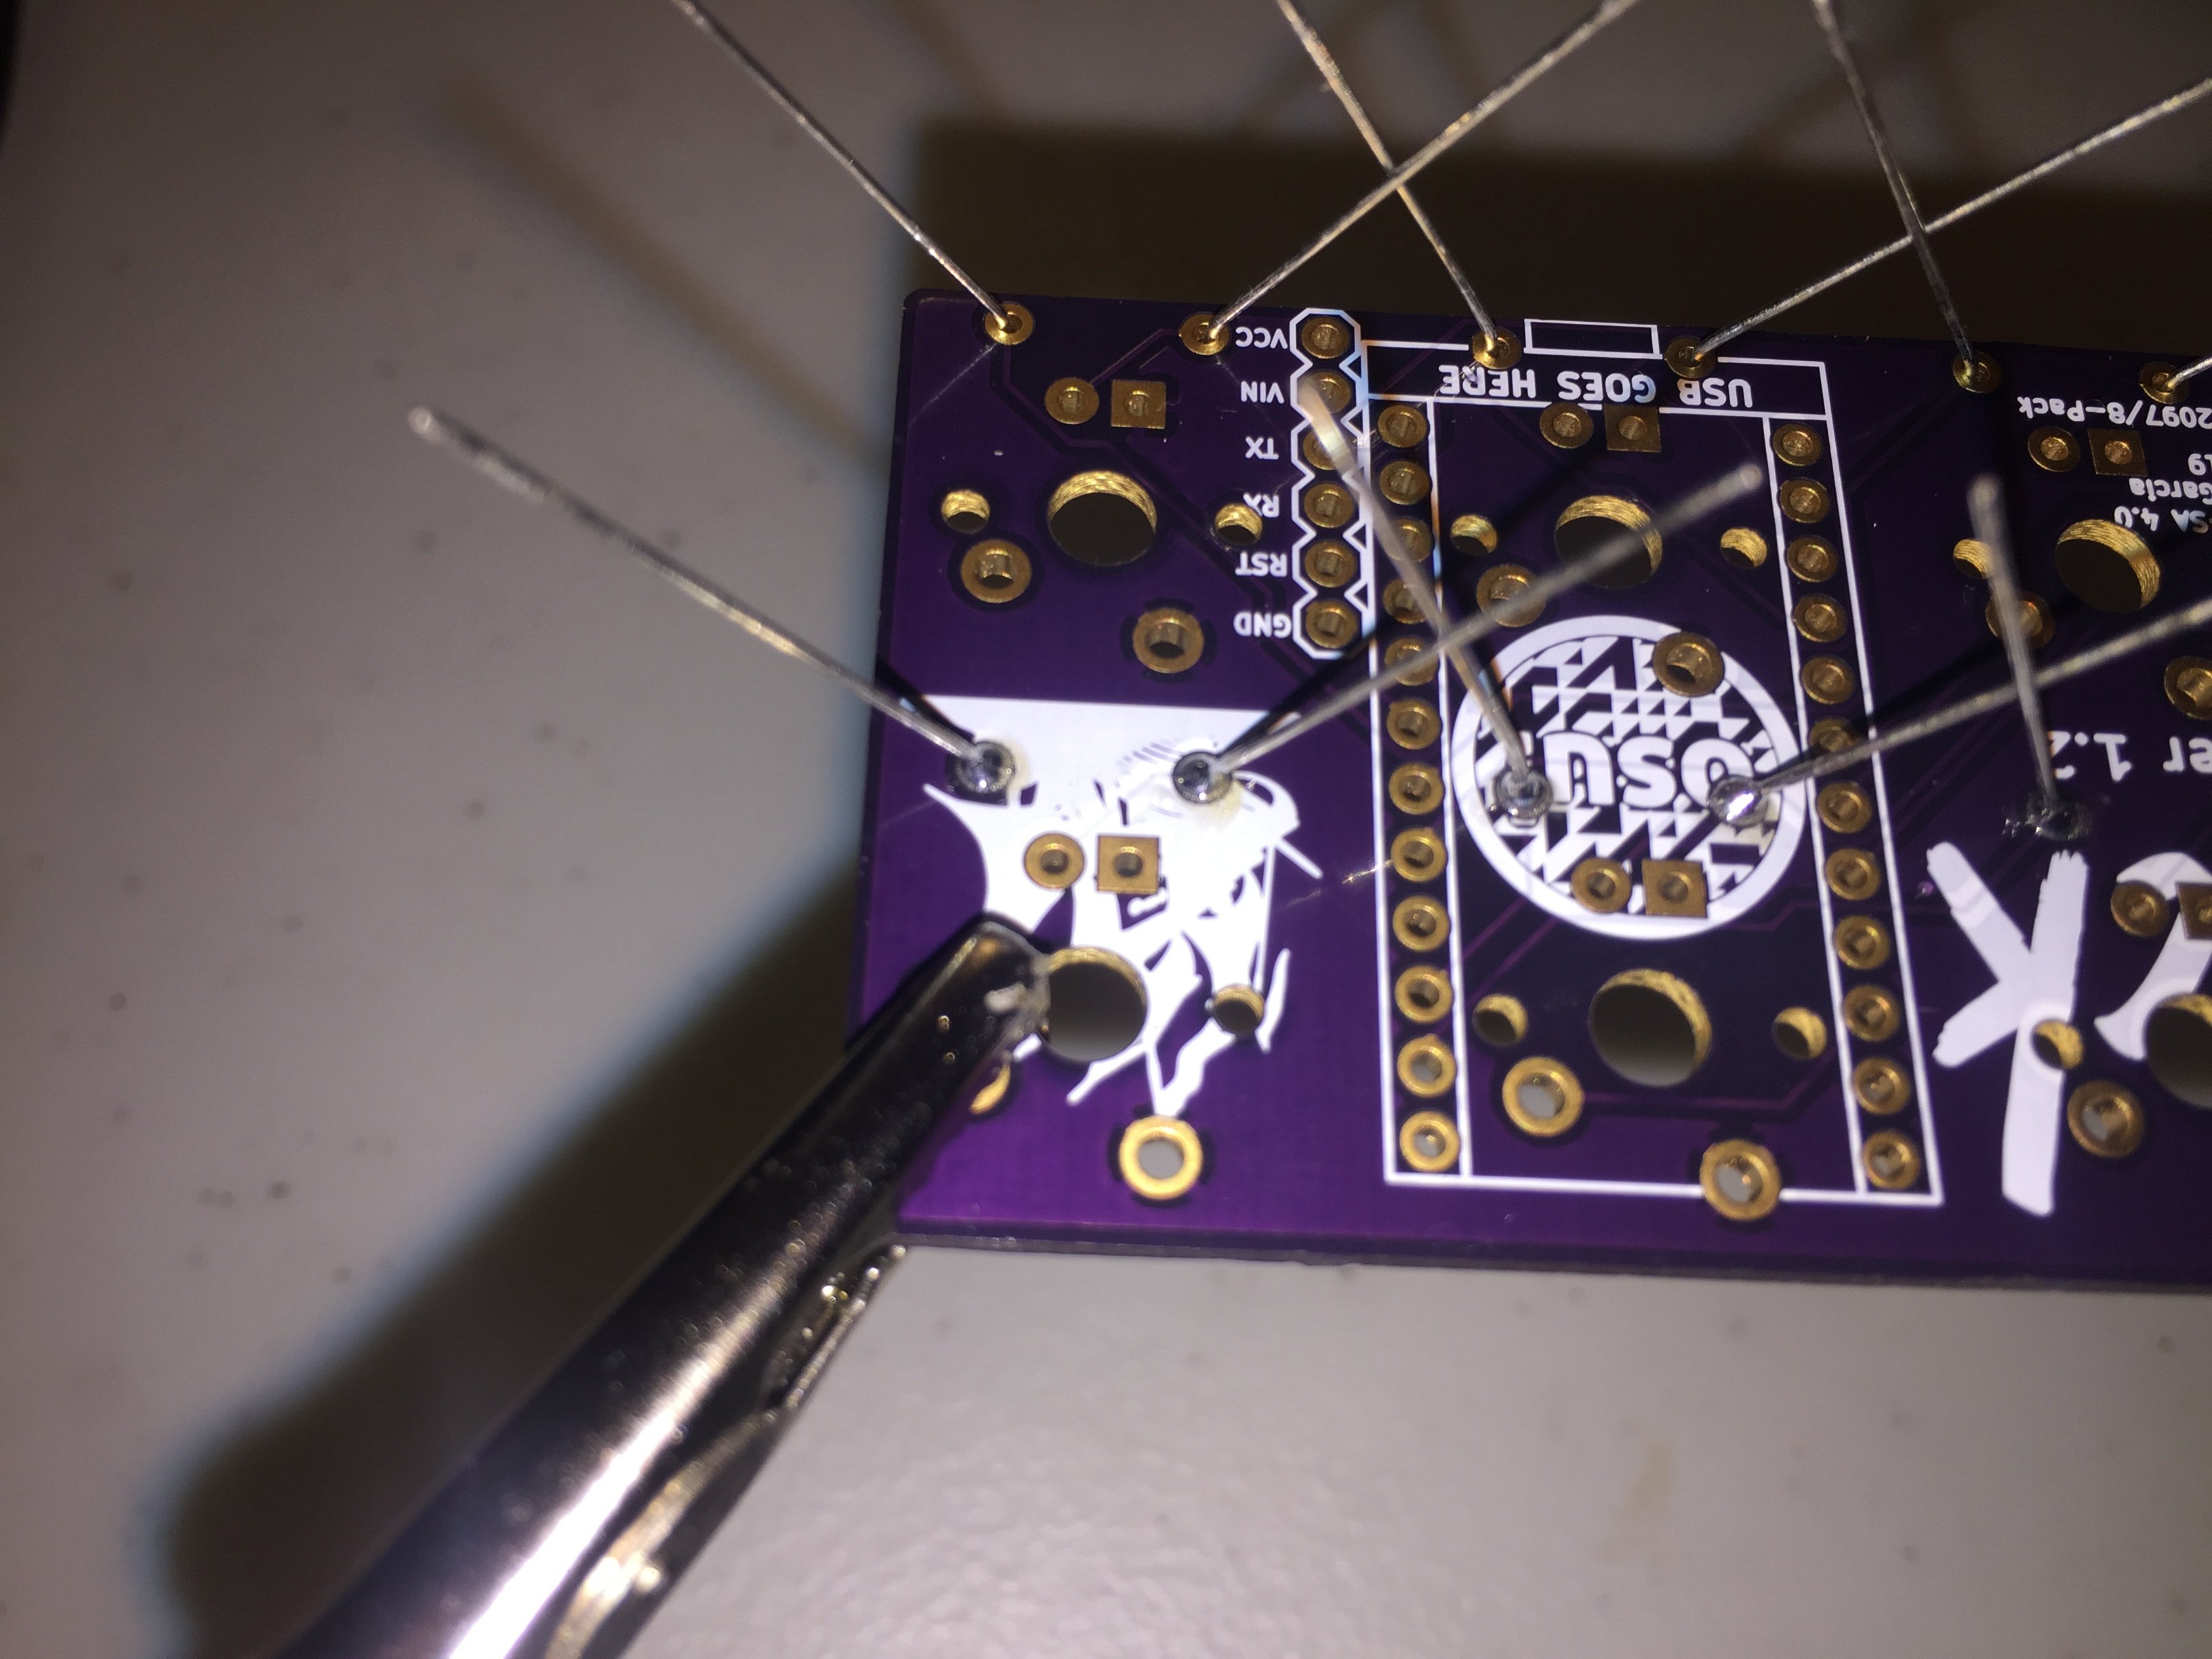 VCC
VIN
TX
RX
RST
GND
USB GOES HERE
2097/8-Pack
19
Garcia
SA 4.0
OSU
er 1.2